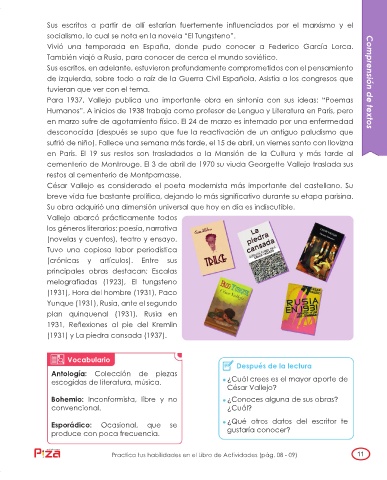 Sus escritos a partir de allí estarían fuertemente influenciados por el marxismo y el
socialismo, lo cual se nota en la novela "El Tungsteno".
Vivió una temporada en España, donde pudo conocer a Federico García Lorca.
También viajó a Rusia, para conocer de cerca el mundo soviético.
Sus escritos, en adelante, estuvieron profundamente comprometidos con el pensamiento
de izquierda, sobre todo a raíz de la Guerra Civil Española. Asistía a los congresos que
tuvieran que ver con el tema.
Para 1937, Vallejo publica una importante obra en sintonía con sus ideas: "Poemas
Humanos". A inicios de 1938 trabaja como profesor de Lengua y Literatura en París, pero
en marzo sufre de agotamiento físico. El 24 de marzo es internado por una enfermedad
desconocida (después se supo que fue la reactivación de un antiguo paludismo que
sufrió de niño). Fallece una semana más tarde, el 15 de abril, un viernes santo con llovizna
en París. El 19 sus restos son trasladados a la Mansión de la Cultura y más tarde al
cementerio de Montrouge. El 3 de abril de 1970 su viuda Georgette Vallejo traslada sus
restos al cementerio de Montparnasse.
César Vallejo es considerado el poeta modernista más importante del castellano. Su
breve vida fue bastante prolífica, dejando lo más significativo durante su etapa parisina.
Su obra adquirió una dimensión universal que hoy en día es indiscutible.
Vallejo abarcó prácticamente todos
los géneros literarios: poesía, narrativa
(novelas y cuentos), teatro y ensayo.
Tuvo una copiosa labor periodística
(crónicas y artículos). Entre sus
principales obras destacan: Escalas
melografiadas (1923), El tungsteno
(1931), Hora del hombre (1931), Paco
Yunque (1931), Rusia, ante el segundo
plan quinquenal (1931), Rusia en
1931, Reflexiones al pie del Kremlin
(1931) y La piedra cansada (1937).
TRILCE
La
piedra
cansada
Paco Yunque
RUSIA
EN 1931
Vocabulario
Antología: Colección de piezas
escogidas de literatura, música.
Bohemio: Inconformista, libre y no
convencional.
Esporádico: Ocasional, que se
produce con poca frecuencia.
Después de la lectura
¿Cuál crees es el mayor aporte de
César Vallejo?
¿Conoces alguna de sus obras?
¿Cuál?
¿Qué otros datos del escritor te
gustaría conocer?
Comprensión de textos
Practica tus habilidades en el Libro de Actividades (pág. 08 - 09)
11